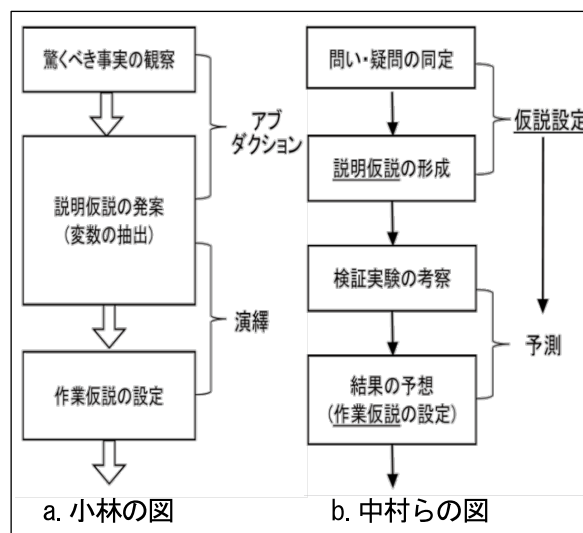 驚くべき事実の観察
アブ
ダクション
説明仮説の発案
(変数の抽出)
演繹
作業仮説の設定
a. 小林の図
問い・疑問の同定
仮説設定
説明仮説の形成
検証実験の考察
予測
結果の予想
(作業仮説の設定)
b. 中村らの図